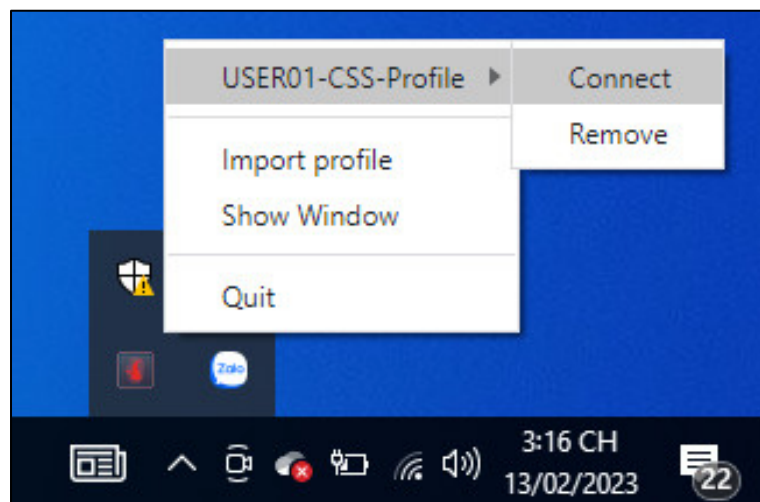 USER01-CSS-Profile
Connect
Remove
Import profile
Show Window
Quit
Zalo
3:16 CH
13/02/2023
22